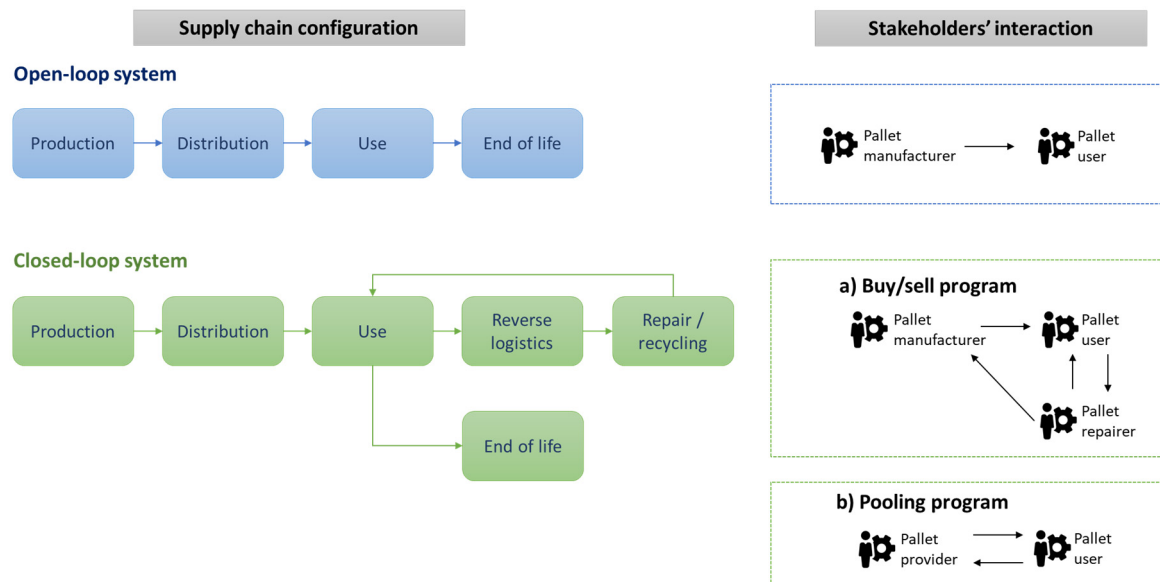 Supply chain configuration
Stakeholders' interaction
Open-loop system
Production
Distribution
Use
End of life
Pallet
manufacturer
Pallet
user
Closed-loop system
Production
Distribution
Use
Reverse
logistics
Repair /
recycling
End of life
a) Buy/sell program
Pallet
manufacturer
Pallet
user
Pallet
repairer
b) Pooling program
Pallet
provider
Pallet
user